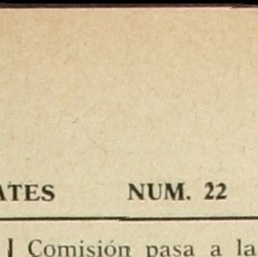 ATES NUM. 22
Comisión pasa a la